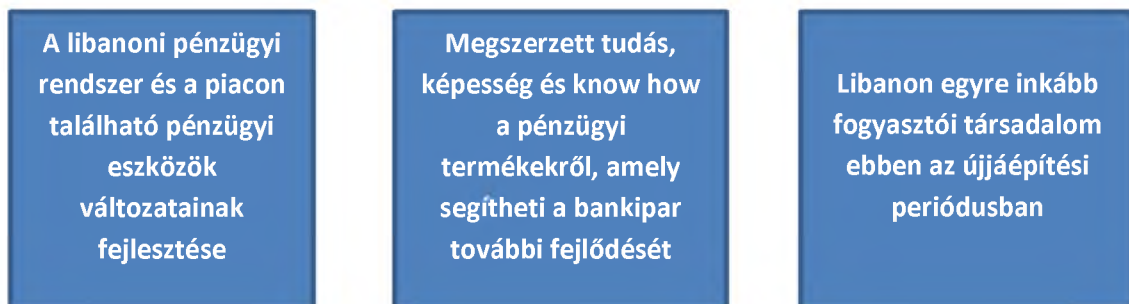 A libanoni pénzügyi
rendszer és a piacon
található pénzügyi
eszközök
változatainak
fejlesztése
Megszerzett tudás,
képesség és know how
a pénzügyi
termékekről, amely
segítheti a bankipar
további fejlődését
Libanon egyre inkább
fogyasztói társadalom
ebben az újjáépítési
periódusban